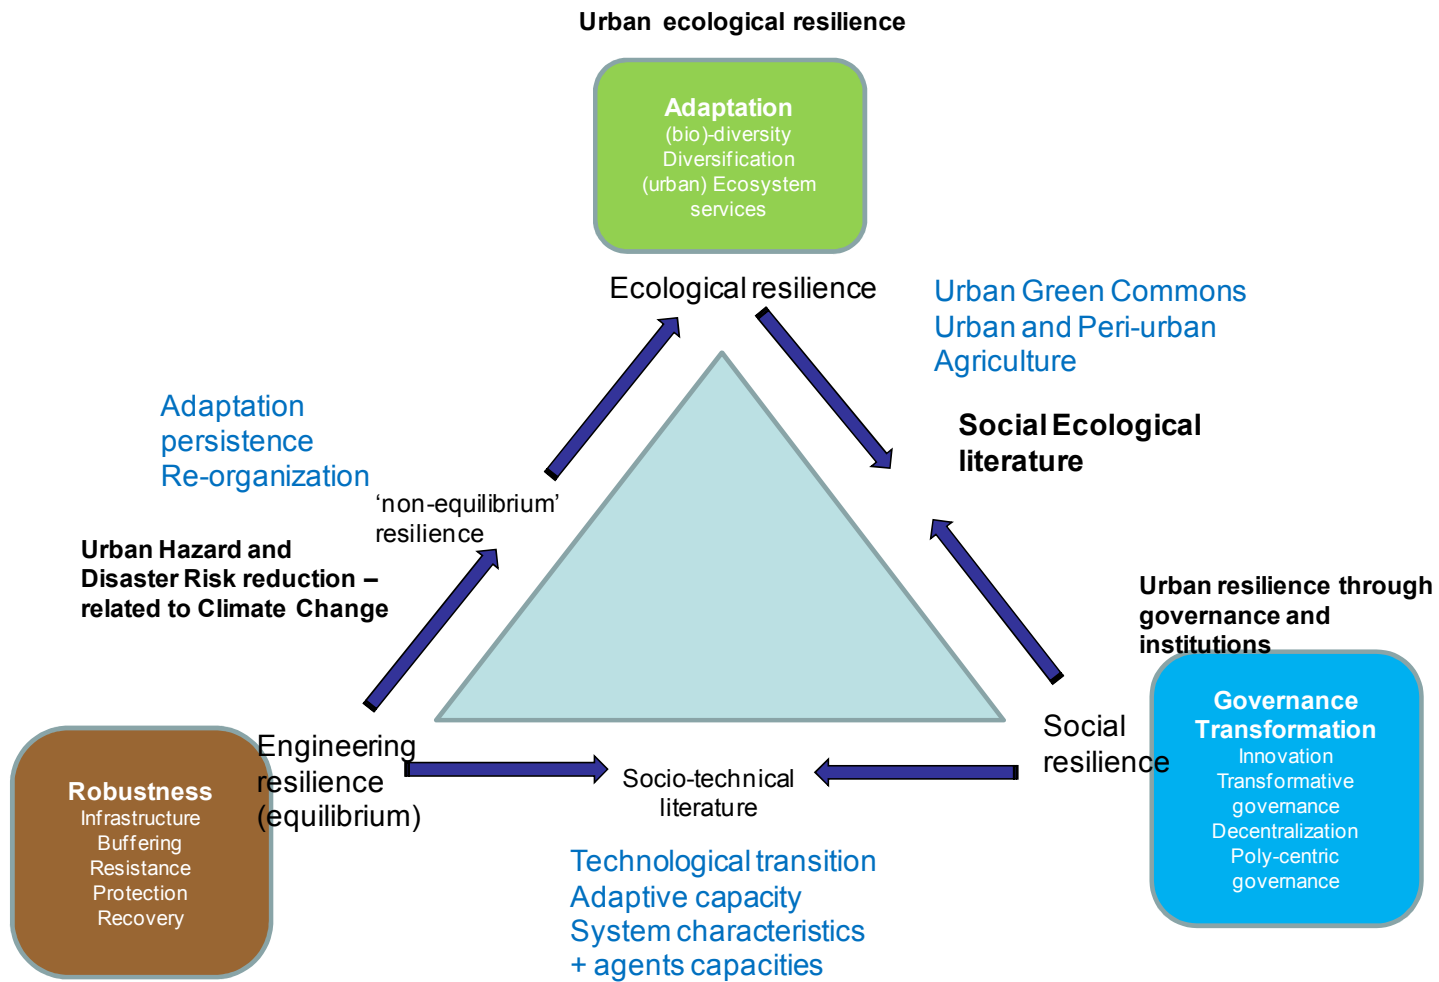 Urban ecological resilience
Adaptation
(bio)-diversity
Diversification
(urban) Ecosystem
services
Ecological resilience
Urban Green Commons
Urban and Peri-urban
Agriculture
Social Ecological
literature
Adaptation
persistence
Re-organization
‘non-equilibrium’
resilience
Urban Hazard and
Disaster Risk reduction –
related to Climate Change
Urban resilience through
governance and
institutions
Governance
Transformation
Innovation
Transformative
governance
Decentralization
Poly-centric
governance
Social
resilience
Engineering
resilience
(equilibrium)
Robustness
Infrastructure
Buffering
Resistance
Protection
Recovery
Socio-technical
literature
Technological transition
Adaptive capacity
System characteristics
+ agents capacities